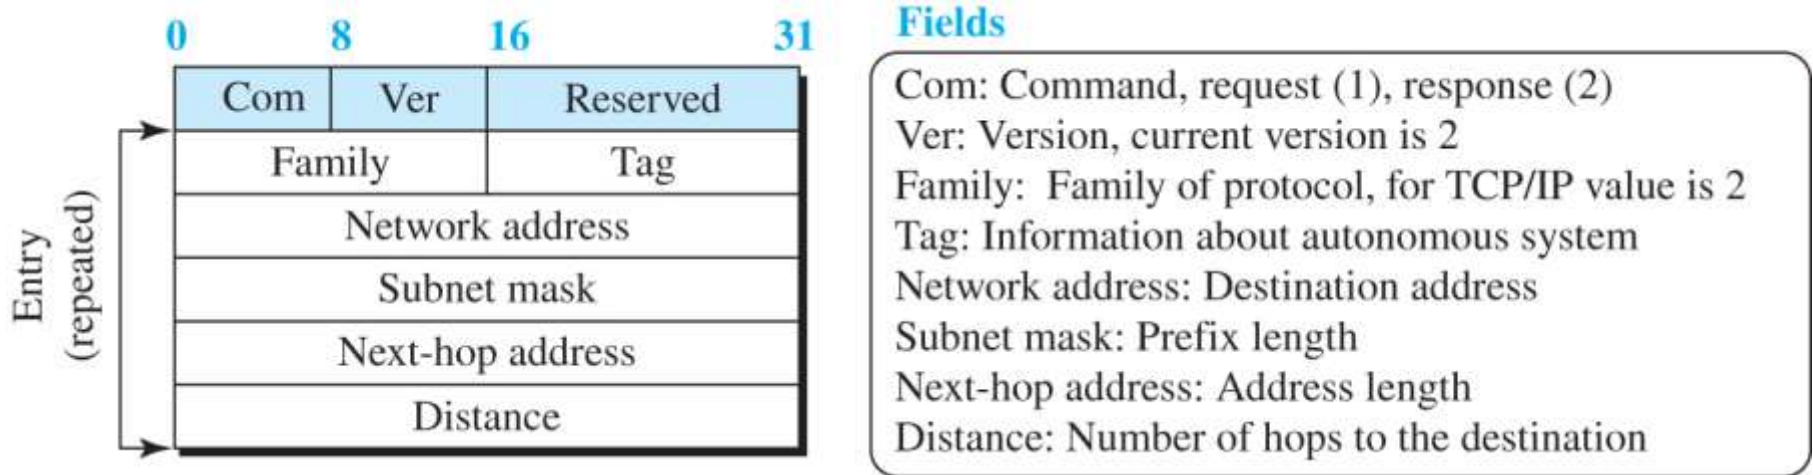 0 8 16 31
Com Ver Reserved
Family Tag
Network address
Subnet mask
Next-hop address
Distance
Entry
(repeated)
Fields
Com: Command, request (1), response (2)
Ver: Version, current version is 2
Family: Family of protocol, for TCP/IP value is 2
Tag: Information about autonomous system
Network address: Destination address
Subnet mask: Prefix length
Next-hop address: Address length
Distance: Number of hops to the destination